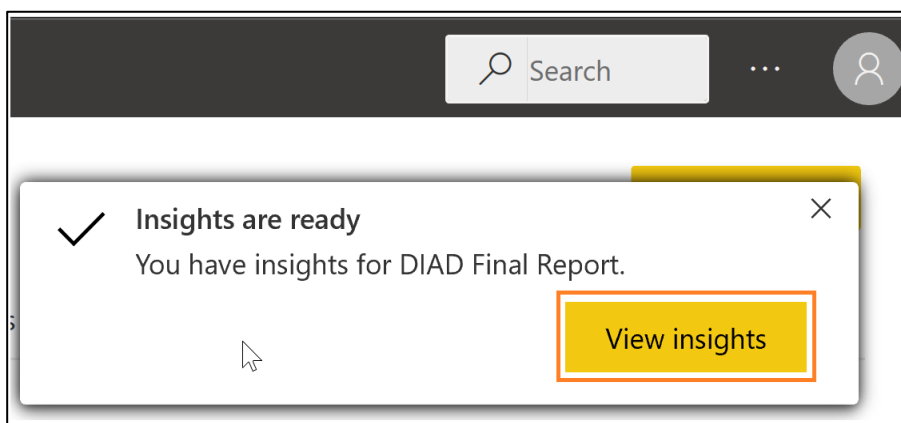 Search
Insights are ready
You have insights for DIAD Final Report.
s
View insights